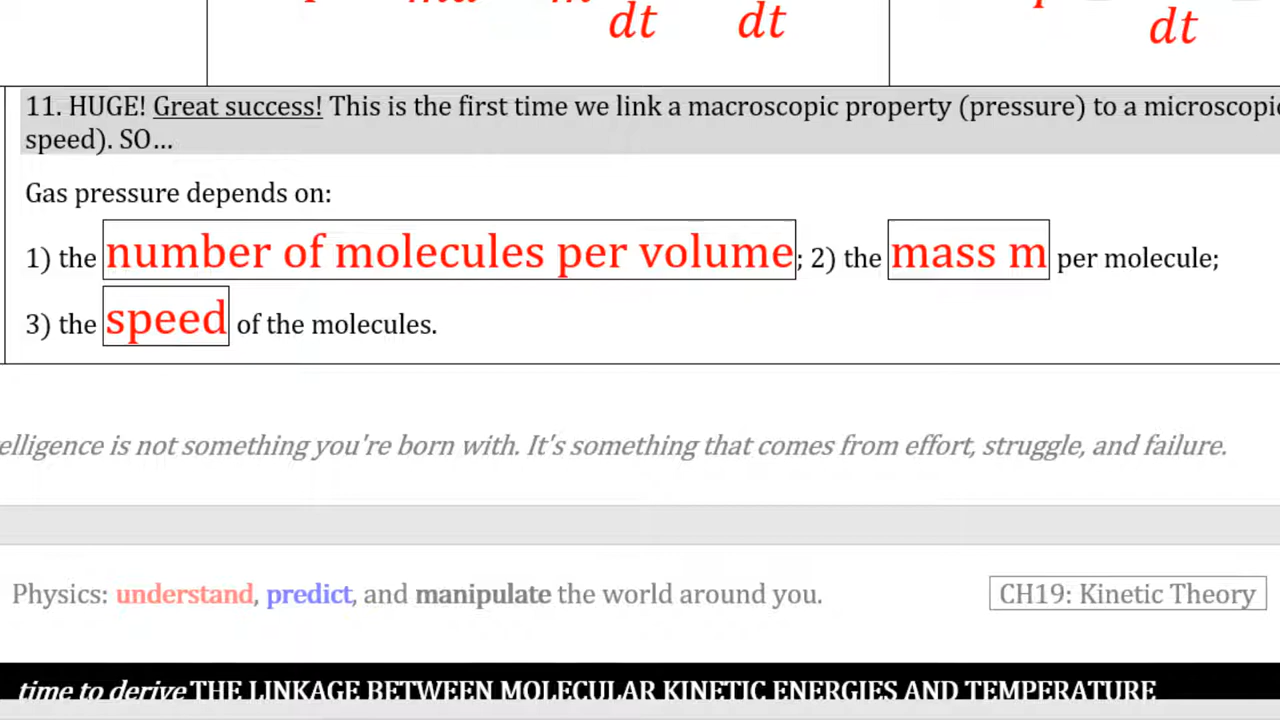 dt dt dt
11. HUGE! Great success! This is the first time we link a macroscopic property (pressure) to a
speed). SO...
Gas pressure depends on:
1) the number of molecules per volume; 2) the mass m per molecule;
3) the speed of the molecules.
is not something you're born with. It's something that comes from effort, struggle, and failure.
Physics: understand, predict, and manipulate the world around you. CH19: Kinetic Theory
time to derive THE LINKAGE BETWEEN MOLECULAR KINETIC ENERGIES AND TEMPERATURE